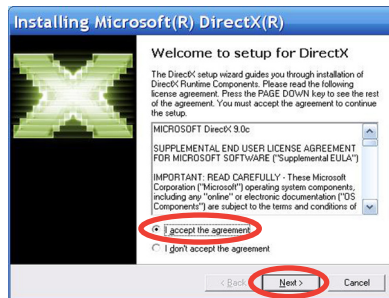 Installing Microsoft(R) DirectX(R)
Welcome to setup for DirectX
The DirectX setup wizard guides you through installation of
DirectX Runtime Components. Please read the following
license agreement. Press the PAGE DOWN key to see the rest
of the agreement. You must accept the agreement to continue
the setup.
MICROSOFT DirectX 9.0c
SUPPLEMENTAL END USER LICENSE AGREEMENT
FOR MICROSOFT SOFTWARE ("Supplemental EULA")
IMPORTANT: READ CAREFULLY - These Microsoft
Corporation ("Microsoft") operating system components,
including any "online" or electronic documentation ("OS
Components") are subject to the terms and conditions of
I accept the agreement
I don't accept the agreement
< Back Next > Cancel